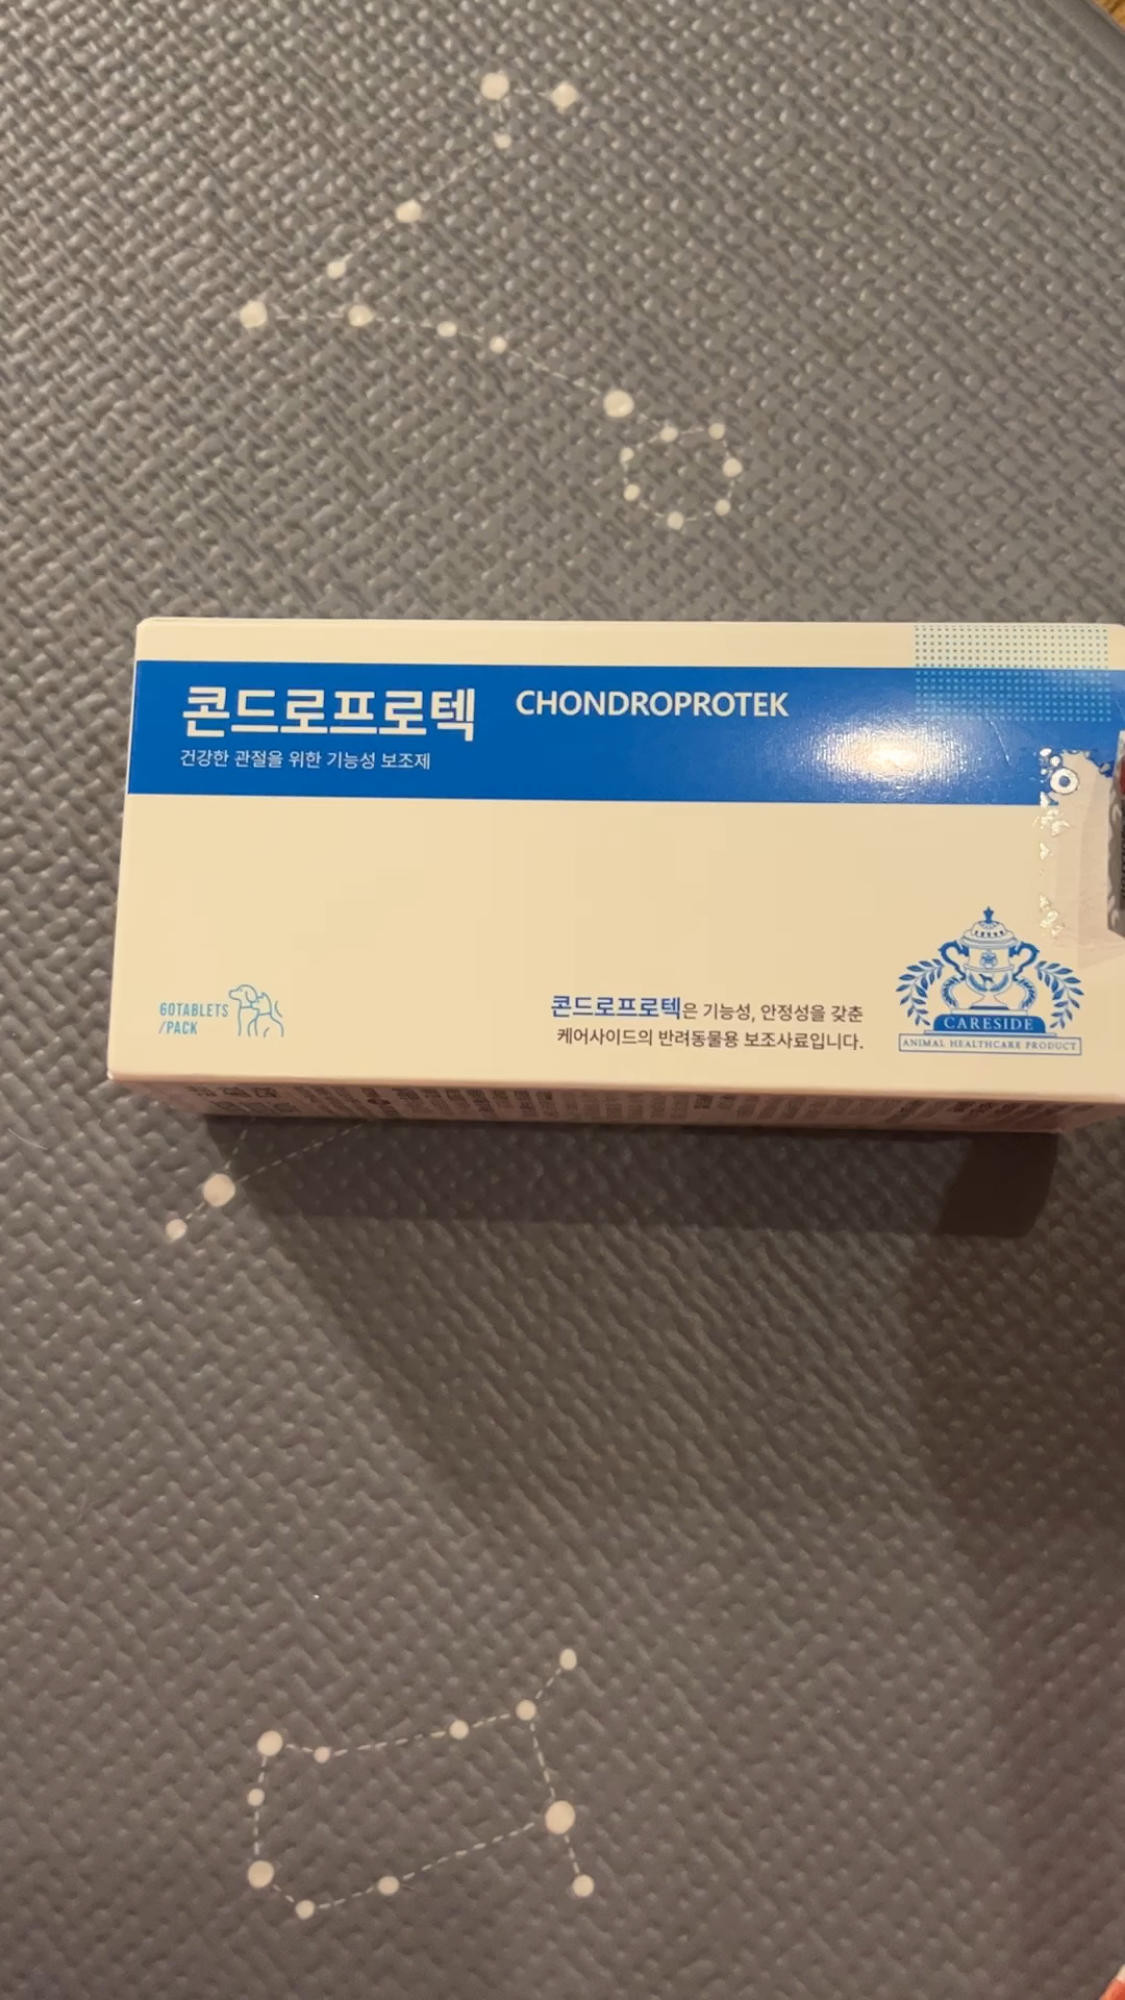 콘드로프로텍 CHONDROPROTEK
건강한 관절을 위한 기능성 보조제
60TABLETS
/PACK
콘드로프로텍은 기능성, 안정성을 갖춘
케어사이드의 반려동물용 보조사료입니다.
CARESIDE
ANIMAL HEALTHCARE PRODUCT